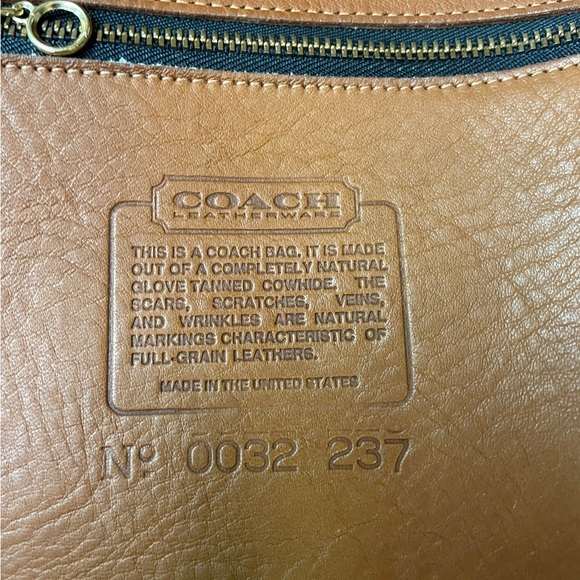 COACH
LEATHERWARE
THIS IS A COACH BAG. IT IS MADE
OUT OF A COMPLETELY NATURAL
GLOVE TANNED COWHIDE. THE
SCARS, SCRATCHES, VEINS,
AND WRINKLES ARE NATURAL
MARKINGS CHARACTERISTIC OF
FULL-GRAIN LEATHERS.
MADE IN THE UNITED STATES
Nº 0032 237